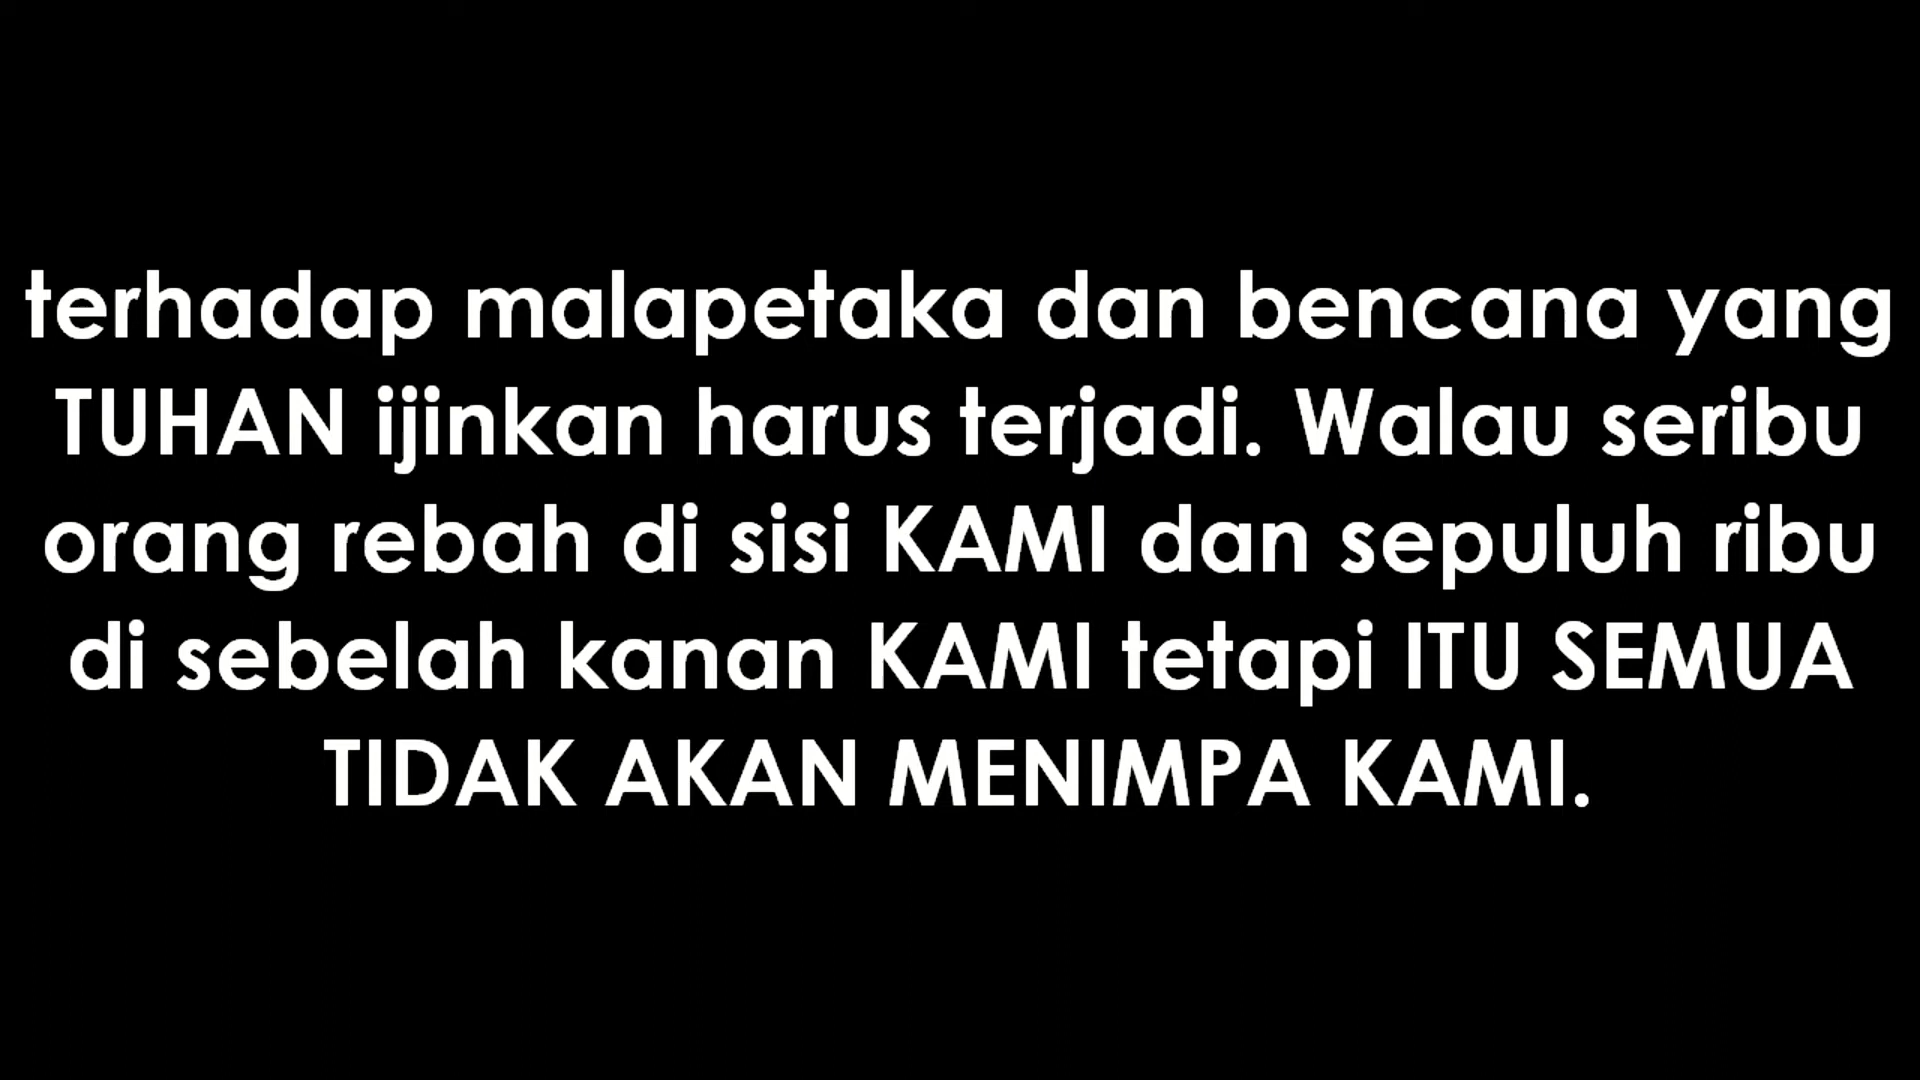 terhadap malapetaka dan bencana yang
TUHAN ijinkan harus terjadi. Walau seribu
orang rebah di sisi KAMI dan sepuluh ribu
di sebelah kanan KAMI tetapi ITU SEMUA
TIDAK AKAN MENIMPA KAMI.